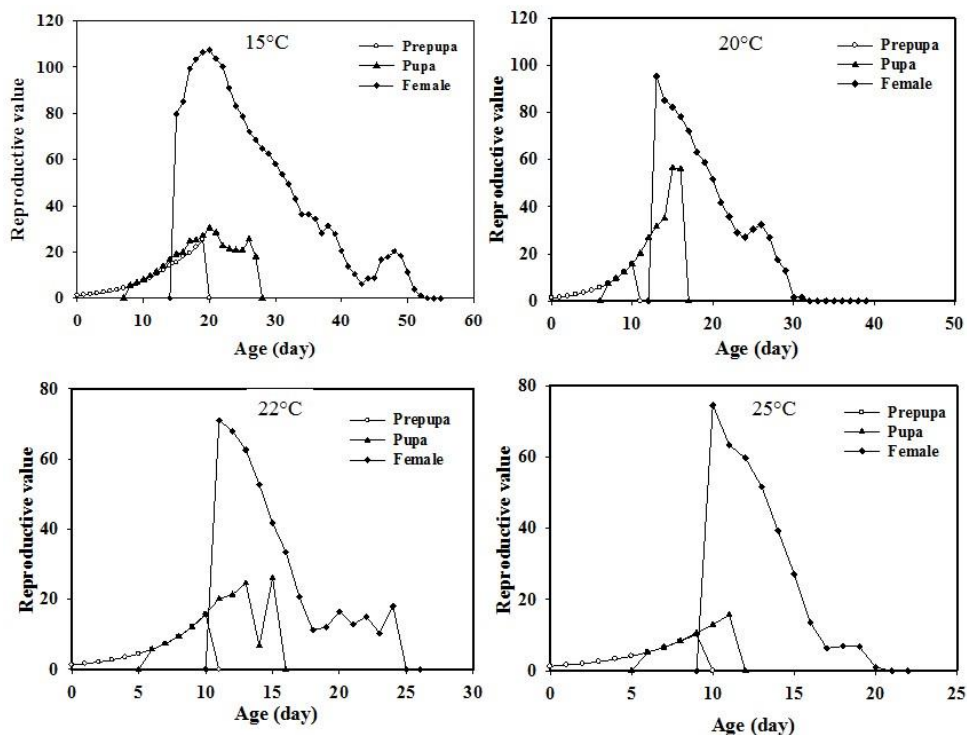 15°C
Prepupa
Pupa
Female
Reproductive value
120
100
80
60
40
20
0
0 10 20 30 40 50 60
Age (day)
20°C
Prepupa
Pupa
Female
Reproductive value
120
100
80
60
40
20
0
0 10 20 30 40 50
Age (day)
22°C
Prepupa
Pupa
Female
Reproductive value
80
60
40
20
0
0 5 10 15 20 25 30
Age (day)
25°C
Prepupa
Pupa
Female
Reproductive value
80
60
40
20
0
0 5 10 15 20 25
Age (day)